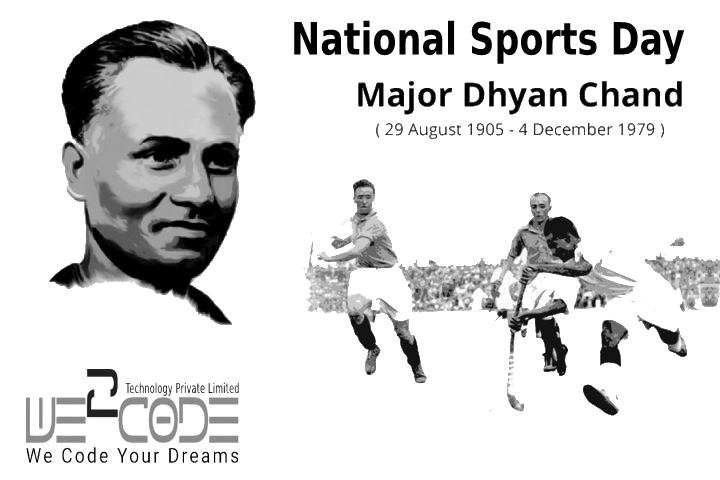 National Sports Day
Major Dhyan Chand
( 29 August 1905 - 4 December 1979 )
Technology Private Limited
WE2CODE
We Code Your Dreams